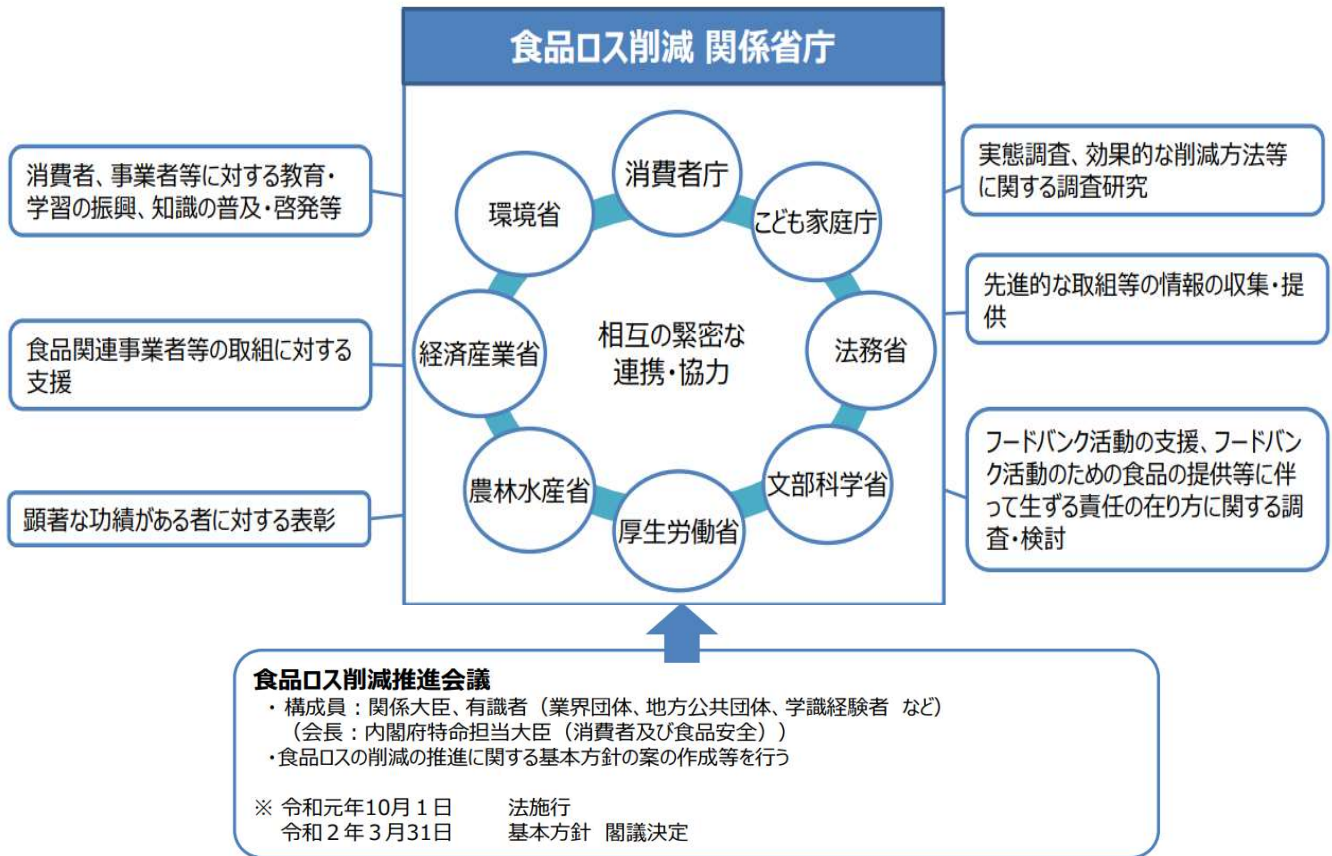 食品ロス削減 関係省庁
消費者、事業者等に対する教育・
学習の振興、知識の普及・啓発等
食品関連事業者等の取組に対する
支援
顕著な功績がある者に対する表彰
消費者庁
こども家庭庁
法務省
文部科学省
厚生労働省
農林水産省
経済産業省
環境省
相互の緊密な
連携・協力
実態調査、効果的な削減方法等
に関する調査研究
先進的な取組等の情報の収集・提
供
フードバンク活動の支援、フードバン
ク活動のための食品の提供等に伴
って生ずる責任の在り方に関する調
査・検討
食品ロス削減推進会議
・構成員：関係大臣、有識者（業界団体、地方公共団体、学識経験者 など）
（会長：内閣府特命担当大臣（消費者及び食品安全））
・食品ロスの削減の推進に関する基本方針の案の作成等を行う
※ 令和元年10月１日 法施行
令和２年３月31日 基本方針 閣議決定